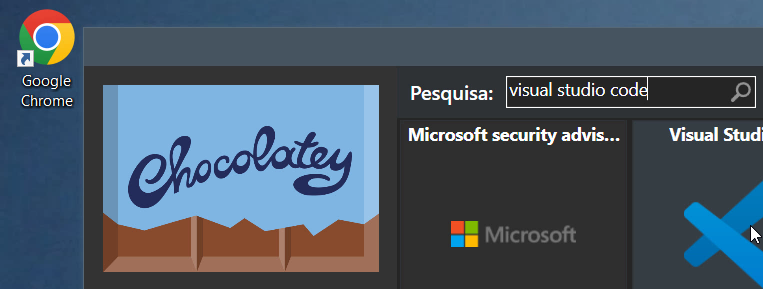 Google
Chrome
Chocolatey
Pesquisa: visual studio code
Microsoft security advis...
Visual Studi
Microsoft